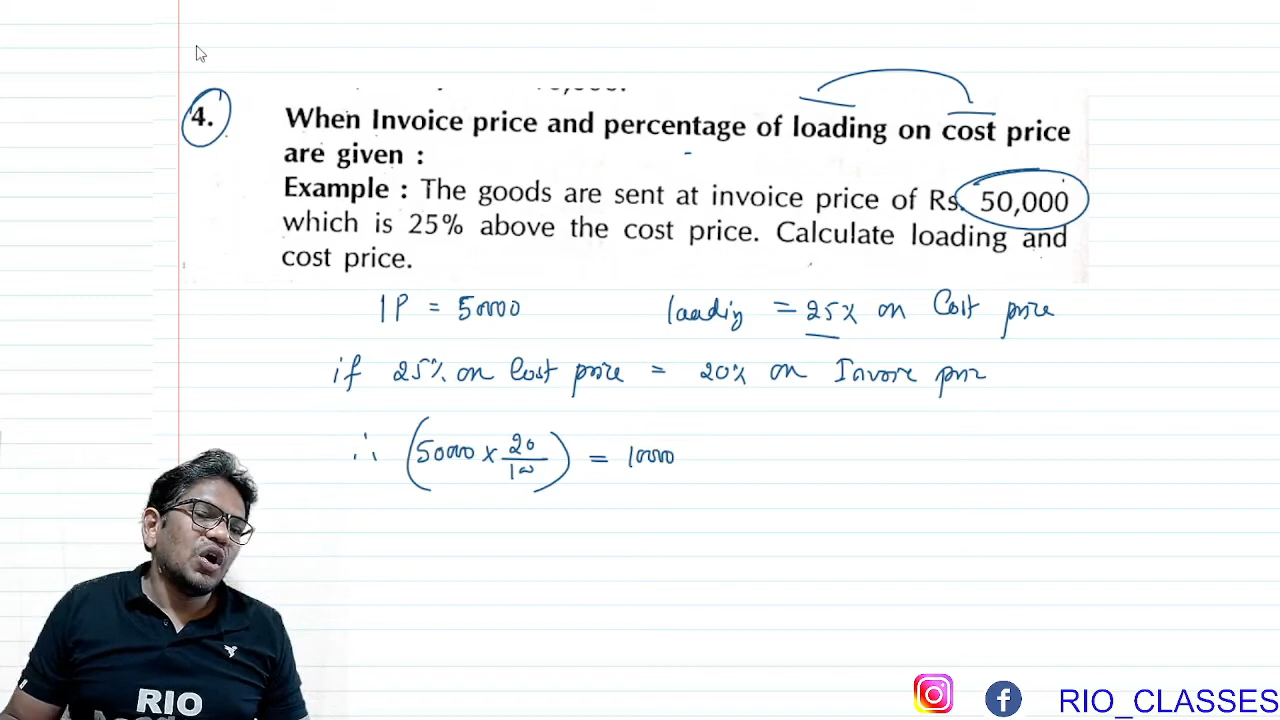 4.
When Invoice price and percentage of loading on cost price
are given :
Example : The goods are sent at invoice price of Rs. 50,000
which is 25% above the cost price. Calculate loading and
cost price.
IP = 50000 loading = 25% on Cost price
if 25% on Cost price = 20% on Invoice price
∴ (50000 × 20/100) = 10000
RIO
RIO_CLASSES